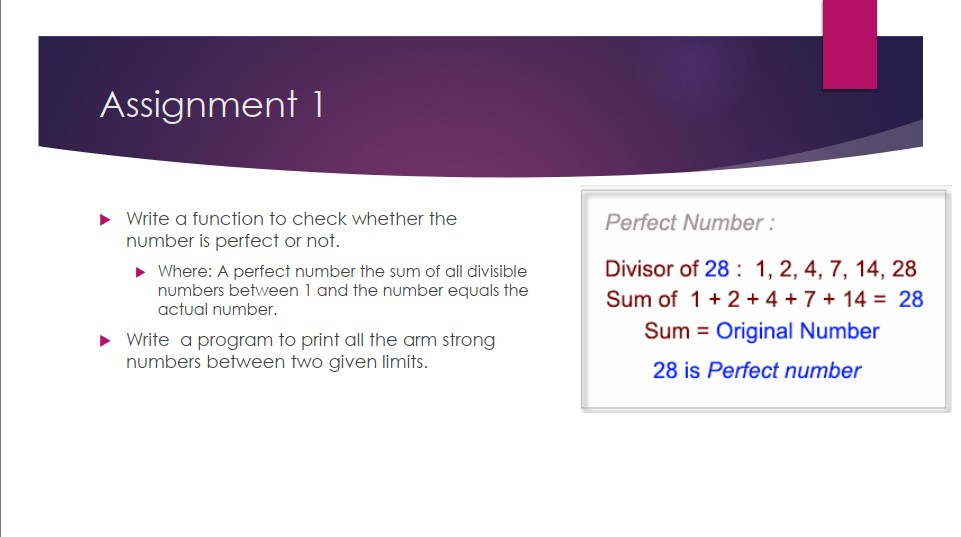 Assignment 1
Write a function to check whether the
number is perfect or not.
Where: A perfect number the sum of all divisible
numbers between 1 and the number equals the
actual number.
Write  a program to print all the arm strong
numbers between two given limits.
Perfect Number :
Divisor of 28 :  1, 2, 4, 7, 14, 28
Sum of  1 + 2 + 4 + 7 + 14 =  28
Sum = Original Number
28 is Perfect number